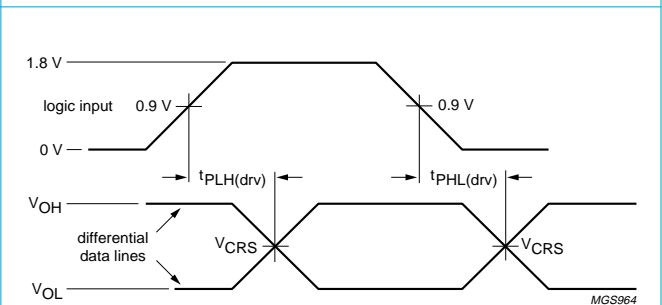 1.8 V
logic input 0.9 V 0.9 V
0 V
tPLH(drv) tPHL(drv)
VOH
differential
data lines
VCRS VCRS
VOL
MGS964